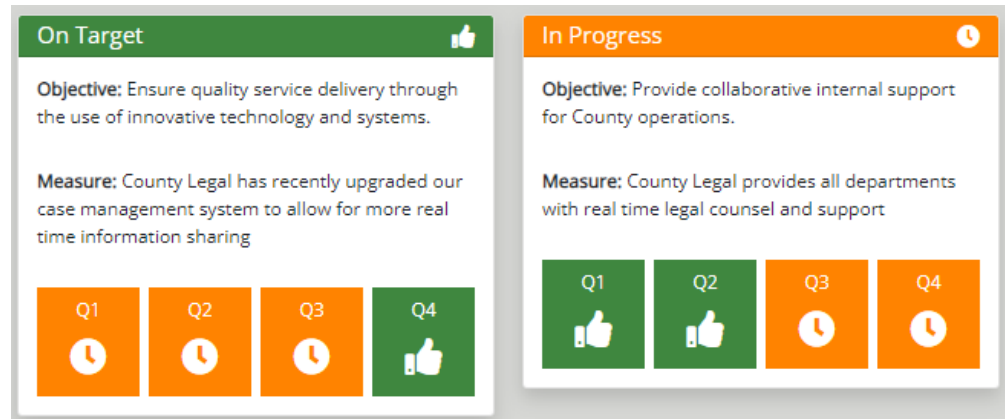 On Target
Objective: Ensure quality service delivery through
the use of innovative technology and systems.
Measure: County Legal has recently upgraded our
case management system to allow for more real
time information sharing
Q1 Q2 Q3 Q4
In Progress
Objective: Provide collaborative internal support
for County operations.
Measure: County Legal provides all departments
with real time legal counsel and support
Q1 Q2 Q3 Q4